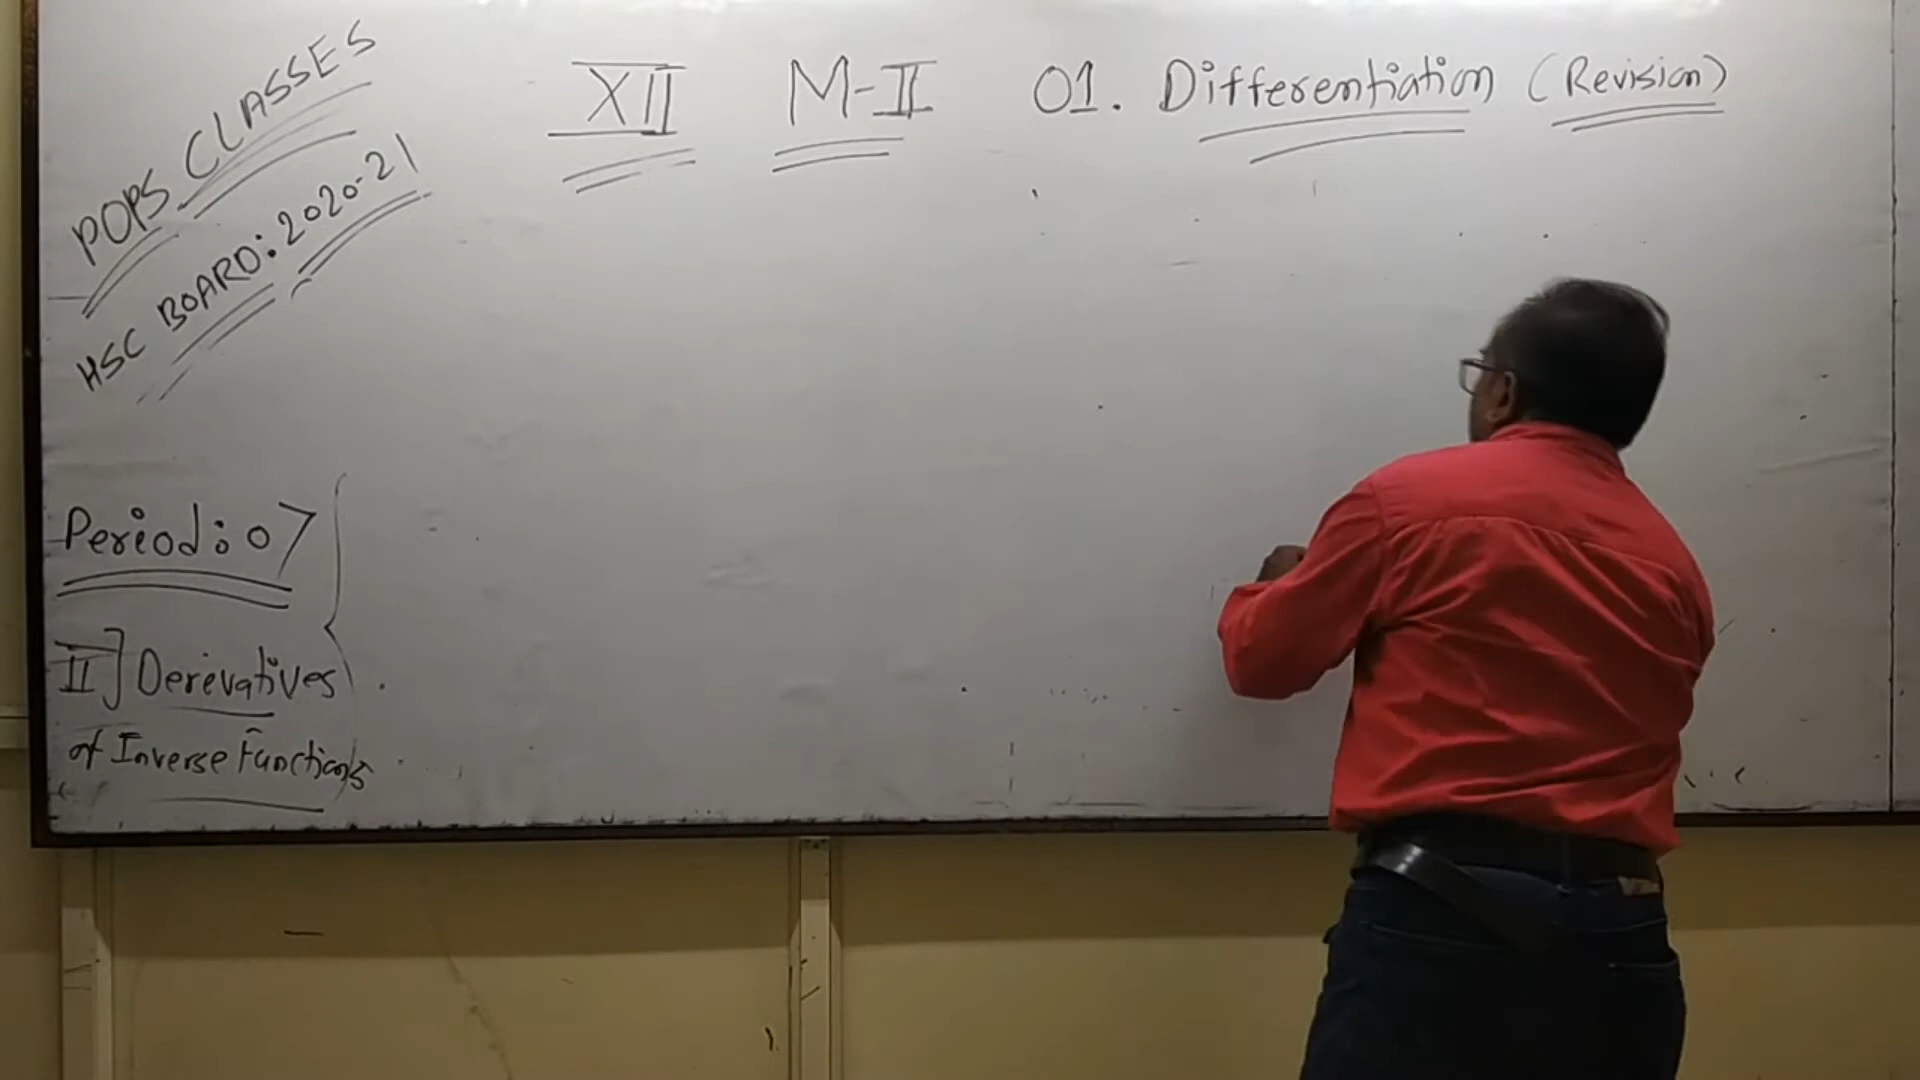 POPS CLASSES
HSC BOARD: 2020-21
XII M-II 01. Differentiation (Revision)
Period: 07
II] Derevatives
of Inverse Functions